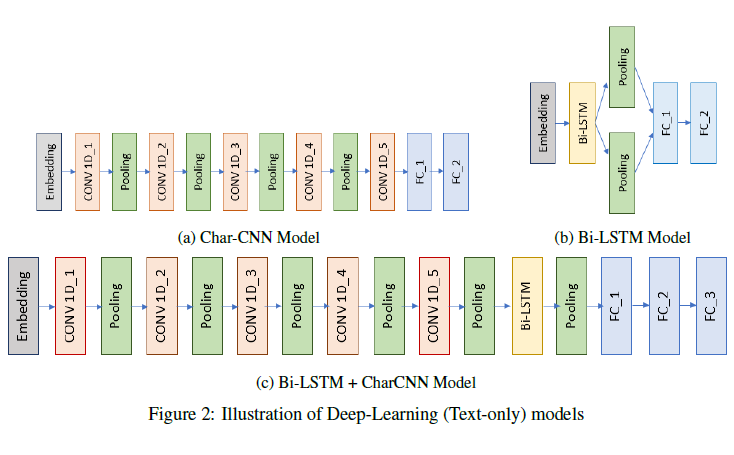 Embedding
CONV 1D_1
Pooling
CONV 1D_2
Pooling
CONV 1D_3
Pooling
CONV 1D_4
Pooling
CONV 1D_5
FC_1
FC_2
(a) Char-CNN Model
Embedding
Bi-LSTM
Pooling
Pooling
FC_1
FC_2
(b) Bi-LSTM Model
Embedding
CONV 1D_1
Pooling
CONV 1D_2
Pooling
CONV 1D_3
Pooling
CONV 1D_4
Pooling
CONV 1D_5
Pooling
Bi-LSTM
Pooling
FC_1
FC_2
FC_3
(c) Bi-LSTM + CharCNN Model
Figure 2: Illustration of Deep-Learning (Text-only) models